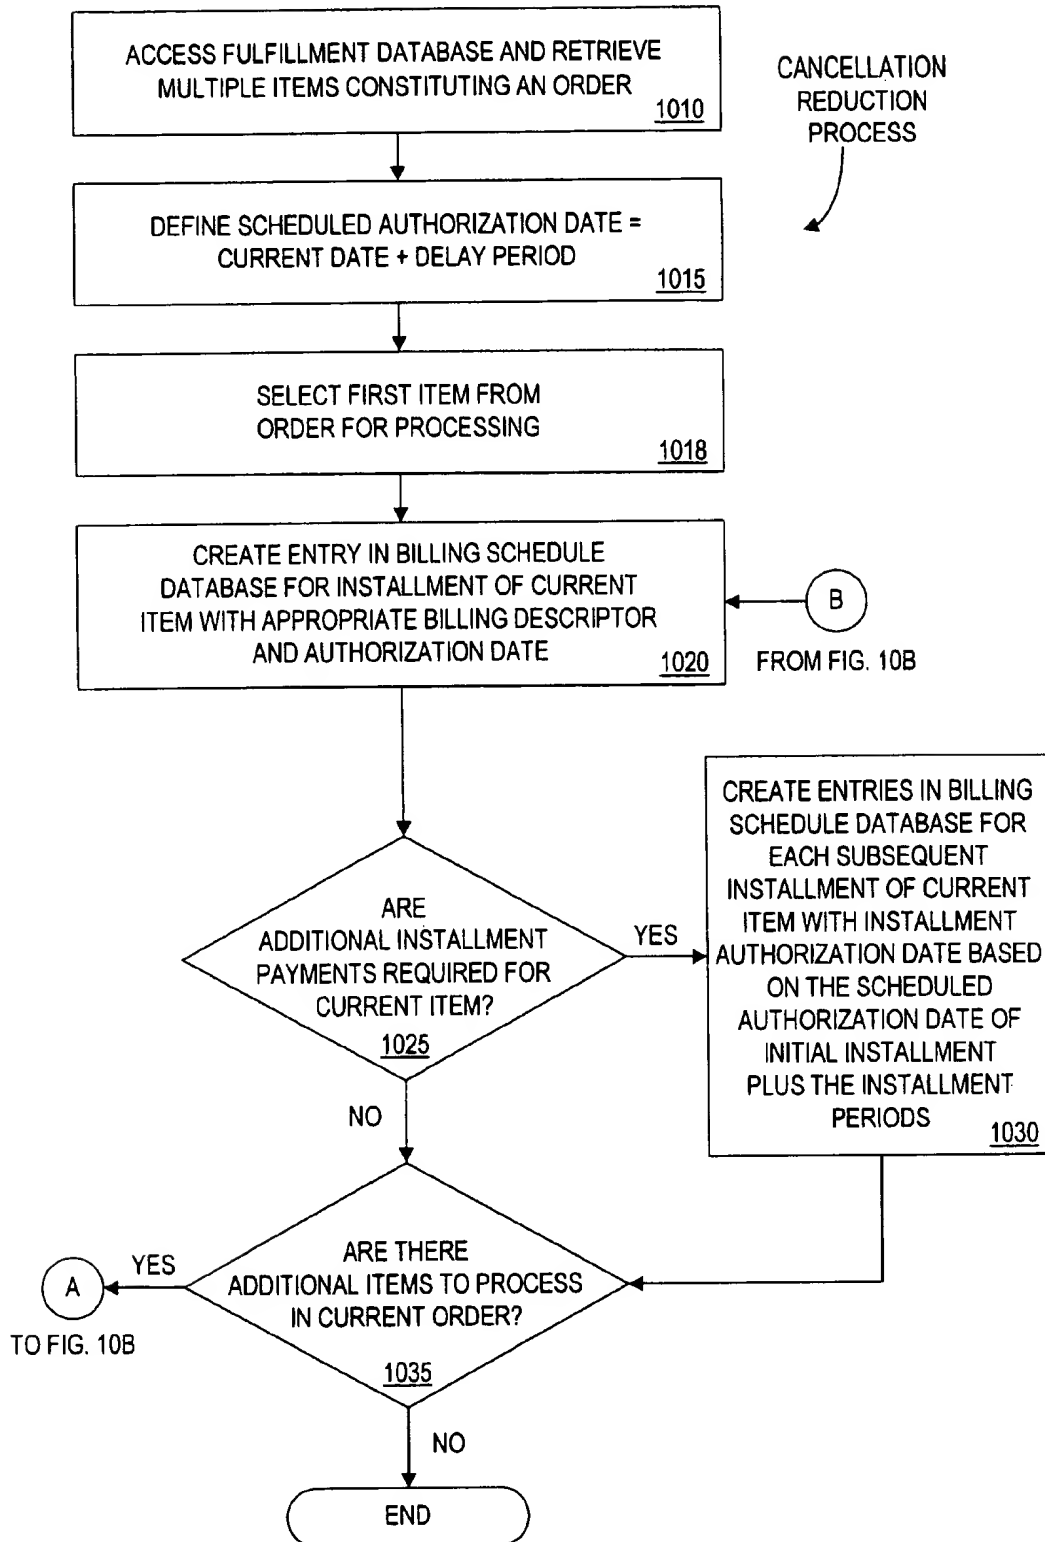 ACCESS FULFILLMENT DATABASE AND RETRIEVE
MULTIPLE ITEMS CONSTITUTING AN ORDER
1010
CANCELLATION
REDUCTION
PROCESS
DEFINE SCHEDULED AUTHORIZATION DATE =
CURRENT DATE + DELAY PERIOD
1015
SELECT FIRST ITEM FROM
ORDER FOR PROCESSING
1018
CREATE ENTRY IN BILLING SCHEDULE
DATABASE FOR INSTALLMENT OF CURRENT
ITEM WITH APPROPRIATE BILLING DESCRIPTOR
AND AUTHORIZATION DATE
1020
B
FROM FIG. 10B
ARE
ADDITIONAL INSTALLMENT
PAYMENTS REQUIRED FOR
CURRENT ITEM?
1025
YES
NO
CREATE ENTRIES IN BILLING
SCHEDULE DATABASE FOR
EACH SUBSEQUENT
INSTALLMENT OF CURRENT
ITEM WITH INSTALLMENT
AUTHORIZATION DATE BASED
ON THE SCHEDULED
AUTHORIZATION DATE OF
INITIAL INSTALLMENT
PLUS THE INSTALLMENT
PERIODS
1030
ARE THERE
ADDITIONAL ITEMS TO PROCESS
IN CURRENT ORDER?
1035
YES
A
TO FIG. 10B
NO
END